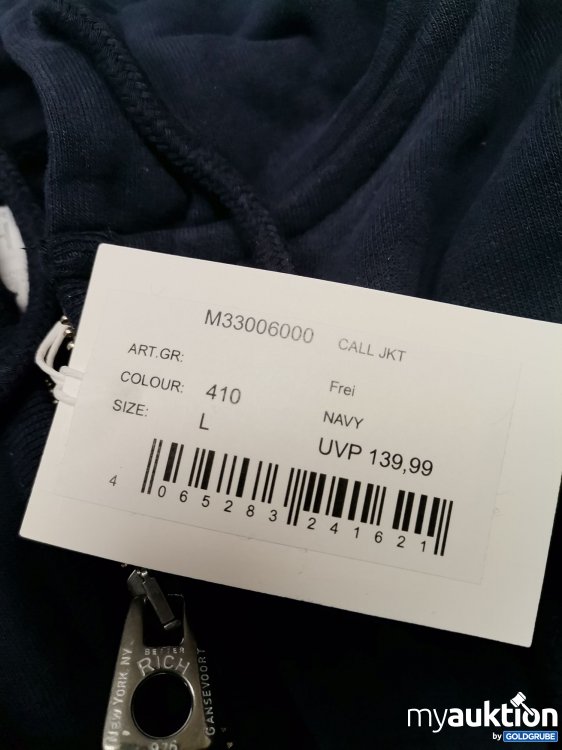 M33006000 CALL JKT
ART.GR: Frei
COLOUR: 410 NAVY
SIZE: L UVP 139,99
4 065283 241621
BETTER
RICH
NEW YORK NY
GANSEVOORT
myauktion
by GOLDGRUBE